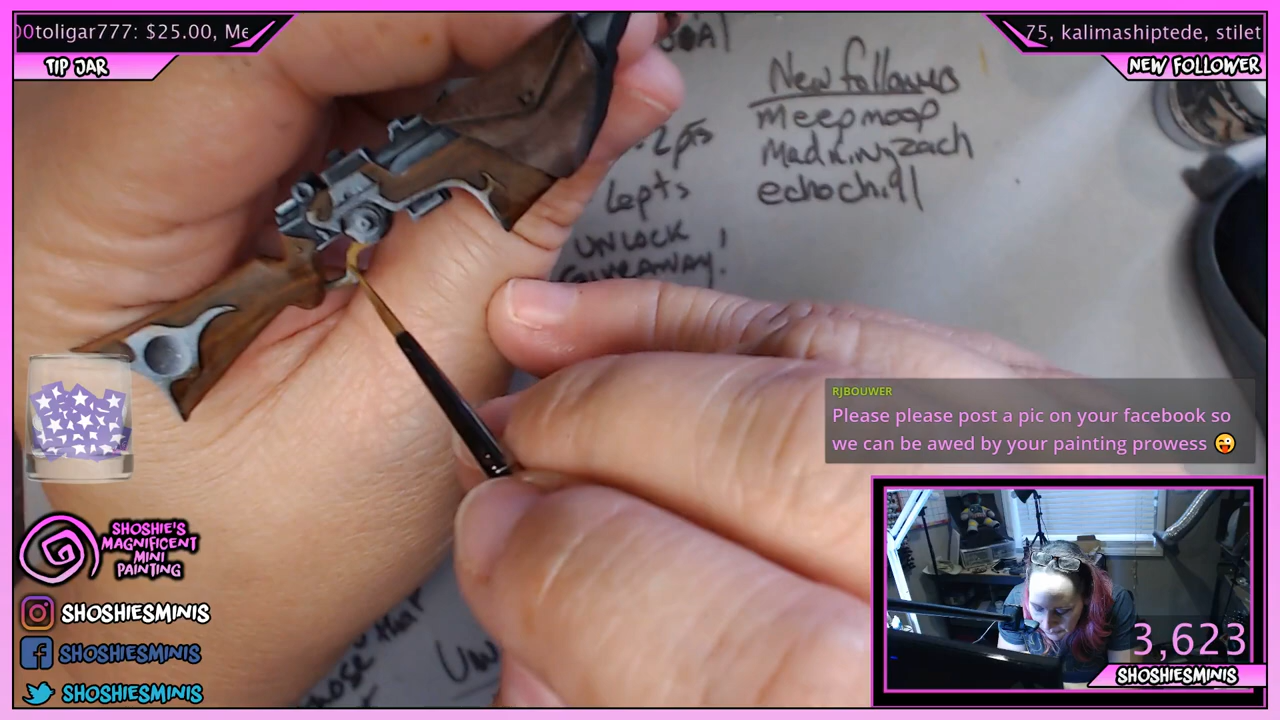 00toligar777: $25.00, Me
TIP JAR
75, kalimashiptede, stilet
NEW FOLLOWER
New followers
meepmoop
Madkingzach
echochill
2pts
6pts
UNLOCK
GIVEAWAY!
RJBOUWER
Please please post a pic on your facebook so
we can be awed by your painting prowess 😜
SHOSHIE'S
MAGNIFICENT
MINI
PAINTING
SHOSHIESMINIS
SHOSHIESMINIS
SHOSHIESMINIS
3,623
SHOSHIESMINIS